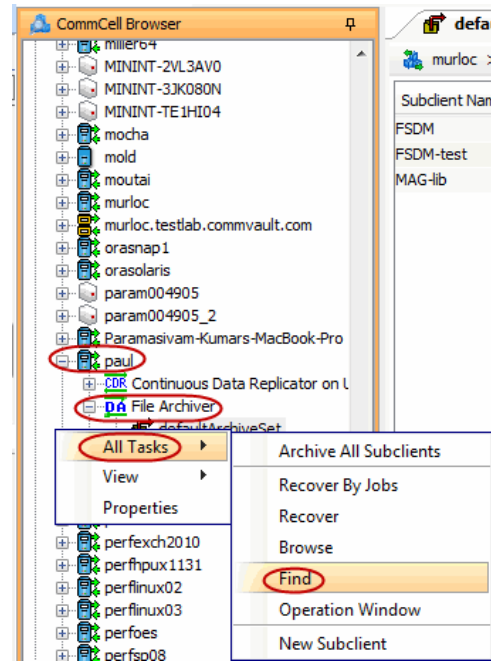 CommCell Browser
defau
miller64
murloc >
MININT-2VL3AV0
MININT-3JK080N
MININT-TE1HI04
Subclient Nam
mocha
FSDM
mold
FSDM-test
moutai
MAG-lib
murloc
murloc.testlab.commvault.com
orasnap1
orasolaris
param004905
param004905_2
Paramasivam-Kumars-MacBook-Pro
paul
CDR Continuous Data Replicator on U
DA File Archiver
defaultArchiveSet
All Tasks
View
Properties
Archive All Subclients
Recover By Jobs
Recover
Browse
Find
Operation Window
New Subclient
perfexch2010
perfhpux1131
perflinux02
perflinux03
perfoes
perfsp08